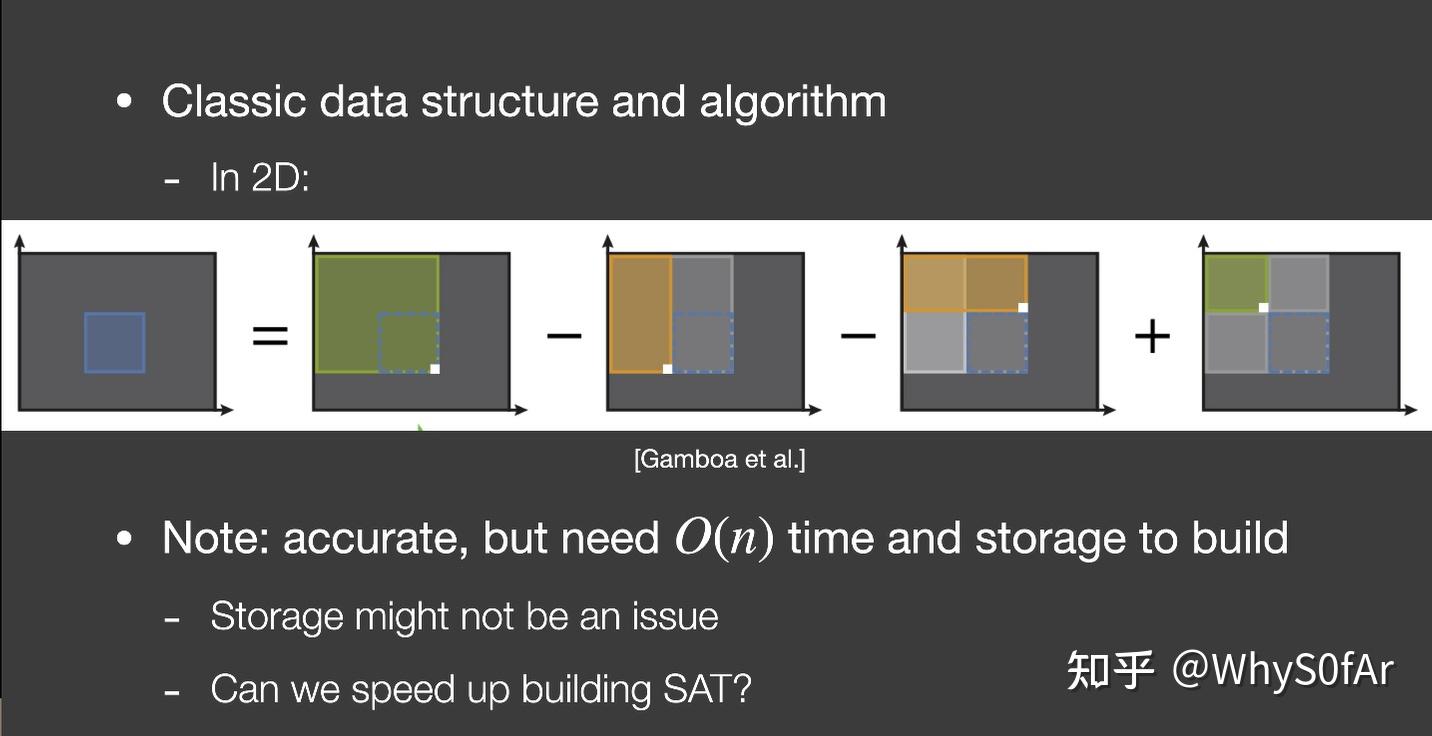 • Classic data structure and algorithm
- In 2D:
= − − +
[Gamboa et al.]
• Note: accurate, but need O(n) time and storage to build
- Storage might not be an issue
- Can we speed up building SAT?
知乎 @WhyS0fAr